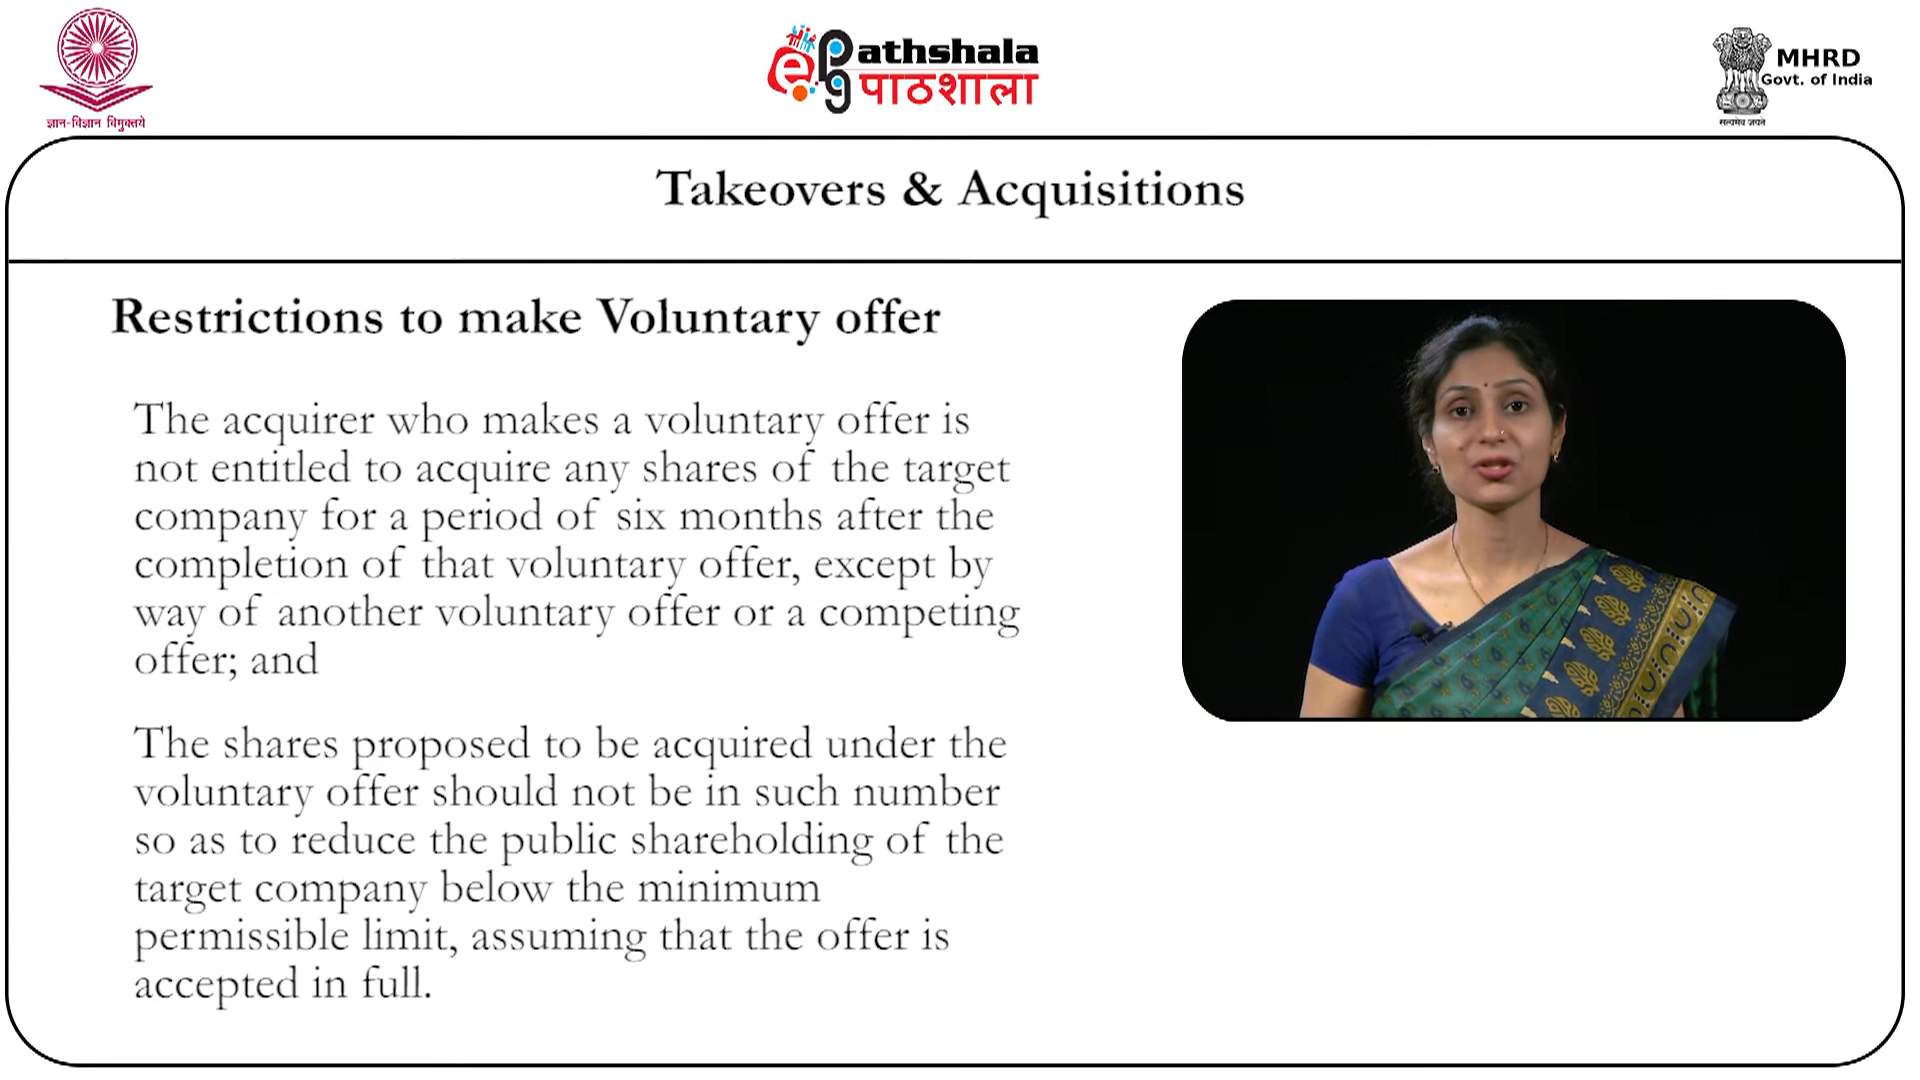 ज्ञान-विज्ञान विमुक्तये
ePGathshala
पाठशाला
MHRD
Govt. of India
सत्यमेव जयते
Takeovers & Acquisitions
Restrictions to make Voluntary offer
The acquirer who makes a voluntary offer is
not entitled to acquire any shares of the target
company for a period of six months after the
completion of that voluntary offer, except by
way of another voluntary offer or a competing
offer; and
The shares proposed to be acquired under the
voluntary offer should not be in such number
so as to reduce the public shareholding of the
target company below the minimum
permissible limit, assuming that the offer is
accepted in full.